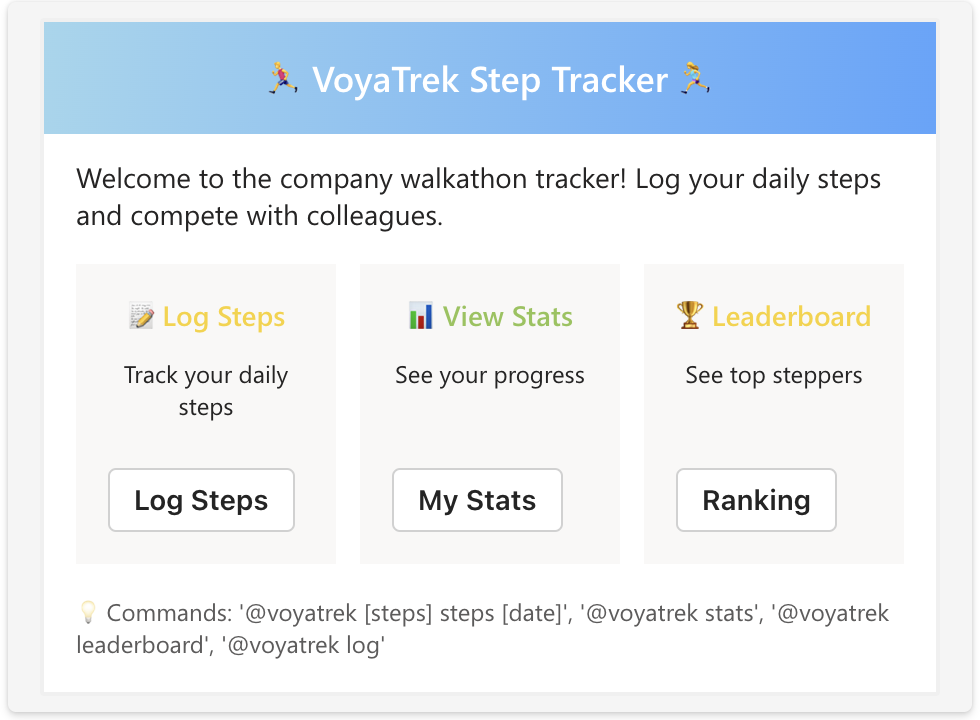 🏃‍♀️ VoyaTrek Step Tracker 🏃‍♀️
Welcome to the company walkathon tracker! Log your daily steps
and compete with colleagues.
📝 Log Steps
Track your daily
steps
Log Steps
📊 View Stats
See your progress
My Stats
🏆 Leaderboard
See top steppers
Ranking
💡 Commands: '@voyatrek [steps] steps [date]', '@voyatrek stats', '@voyatrek
leaderboard', '@voyatrek log'